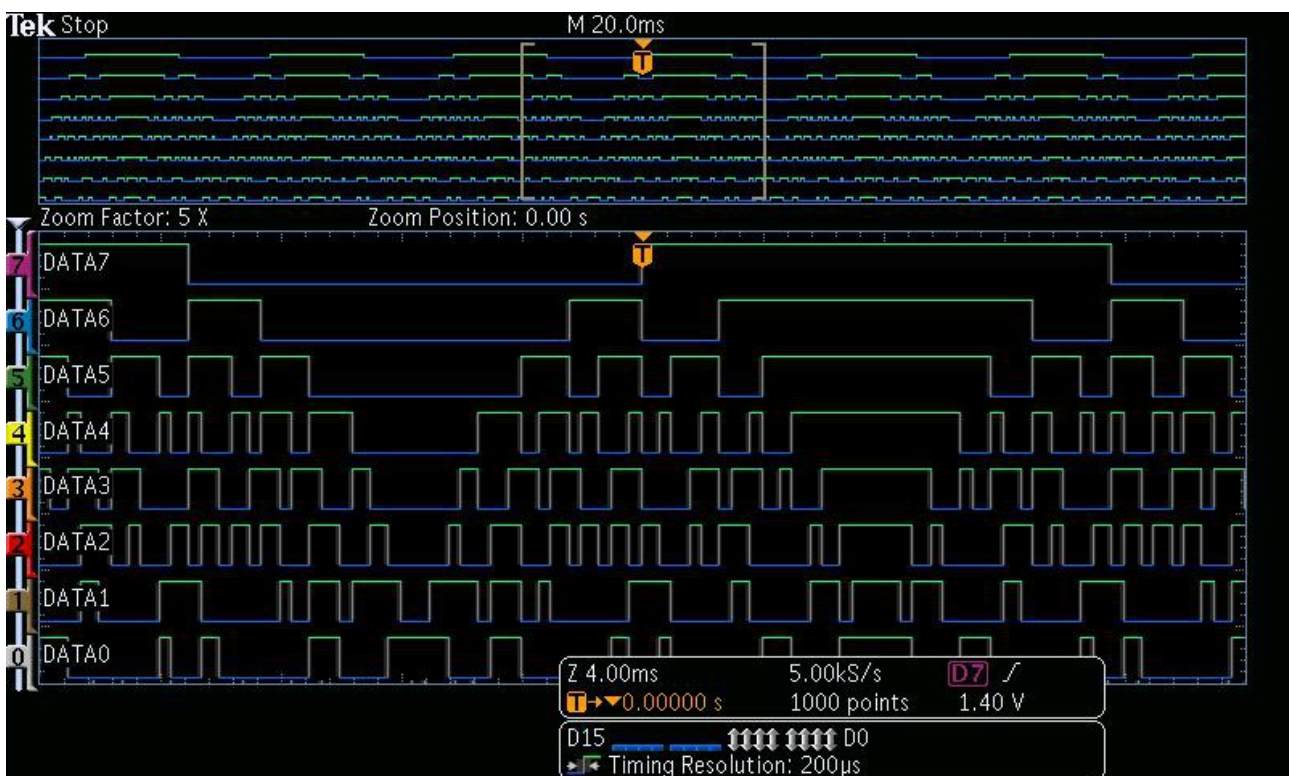 Tek Stop M 20.0ms
T
Zoom Factor: 5 X Zoom Position: 0.00 s
T
7 DATA7
6 DATA6
5 DATA5
4 DATA4
3 DATA3
2 DATA2
1 DATA1
0 DATA0
Z 4.00ms 5.00kS/s D7
T→▼0.00000 s 1000 points 1.40 V
D15 D0
Timing Resolution: 200µs